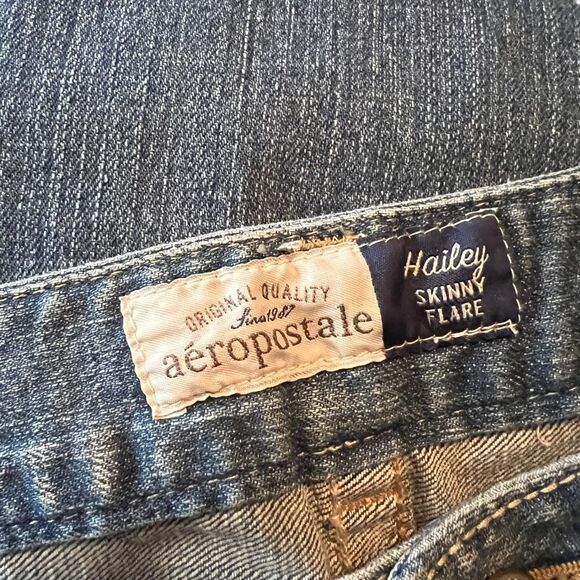 ORIGINAL QUALITY
Since 1987
aéropostale
Hailey
SKINNY
FLARE